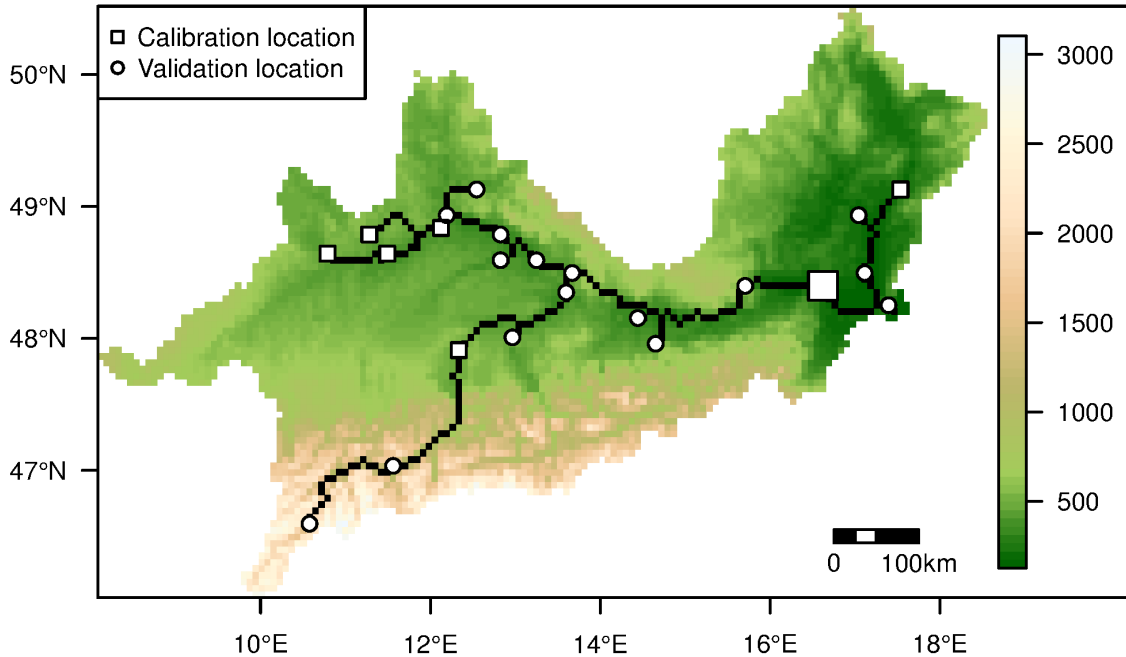 Calibration location
Validation location
50°N
49°N
48°N
47°N
10°E
12°E
14°E
16°E
18°E
0 100km
3000
2500
2000
1500
1000
500